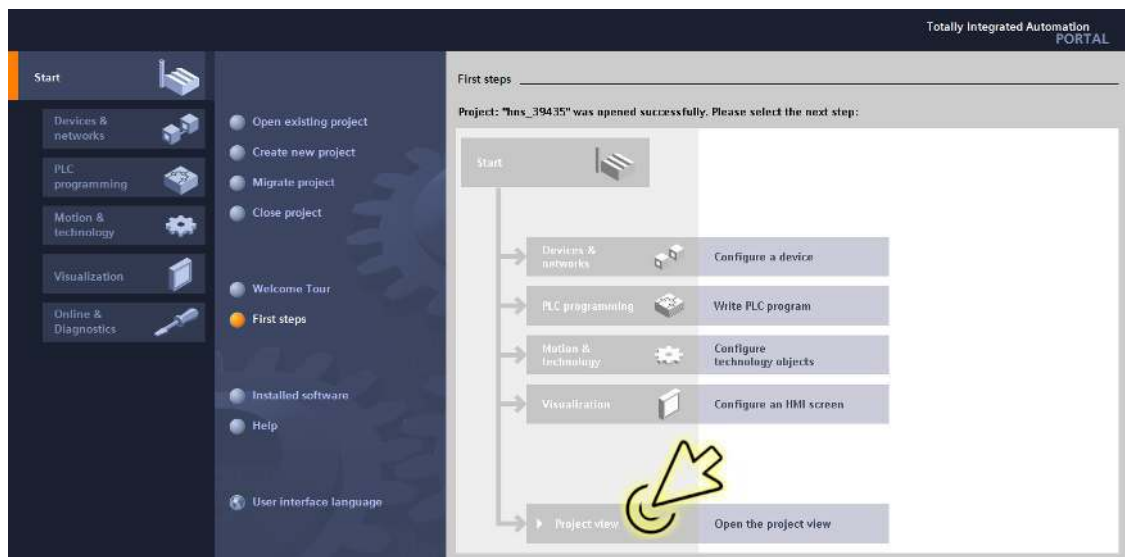 Totally Integrated Automation
PORTAL
Start
Devices &
networks
PLC
programming
Motion &
technology
Visualization
Online &
Diagnostics
Open existing project
Create new project
Migrate project
Close project
Welcome Tour
First steps
Installed software
Help
User interface language
First steps
Project: "hns_39435" was opened successfully. Please select the next step:
Start
Devices &
networks
Configure a device
PLC programming
Write PLC program
Motion &
technology
Configure
technology objects
Visualization
Configure an HMI screen
Project view
Open the project view